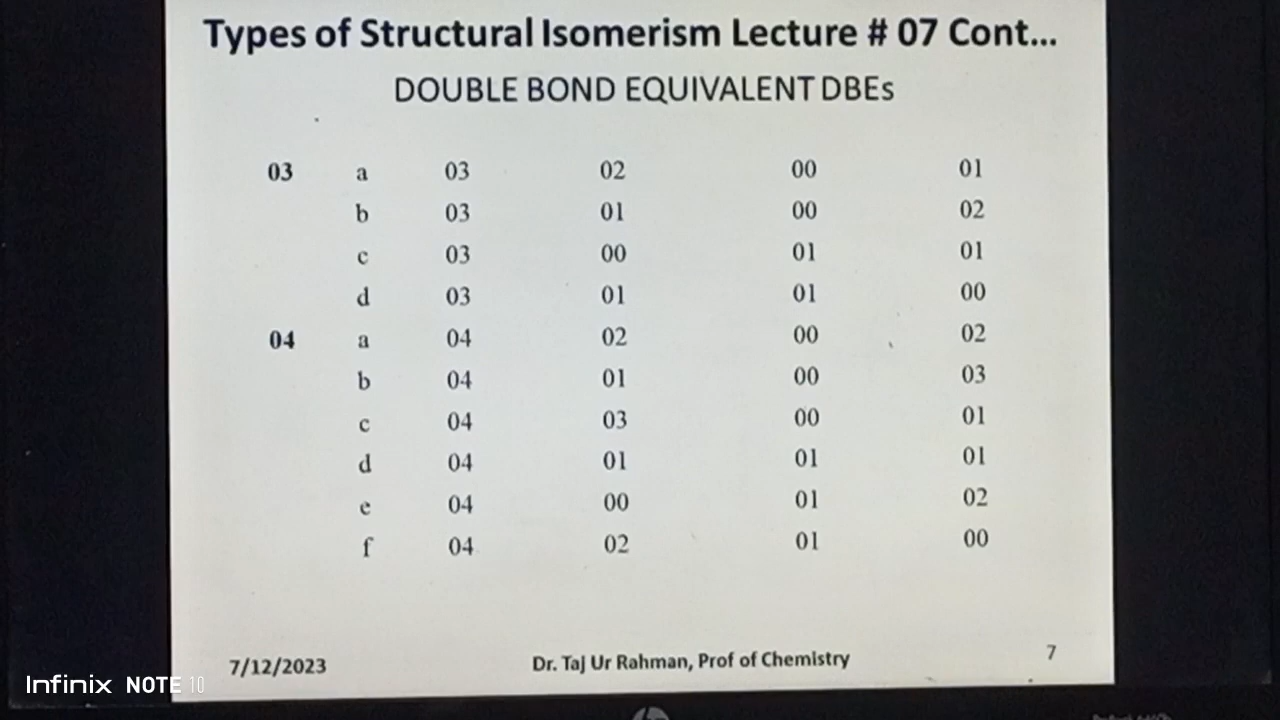 Types of Structural Isomerism Lecture # 07 Cont...
DOUBLE BOND EQUIVALENT DBEs
03 a 03 02 00 01
b 03 01 00 02
c 03 00 01 01
d 03 01 01 00
04 a 04 02 00 02
b 04 01 00 03
c 04 03 00 01
d 04 01 01 01
e 04 00 01 02
f 04 02 01 00
7/12/2023 Dr. Taj Ur Rahman, Prof of Chemistry 7
Infinix NOTE 10